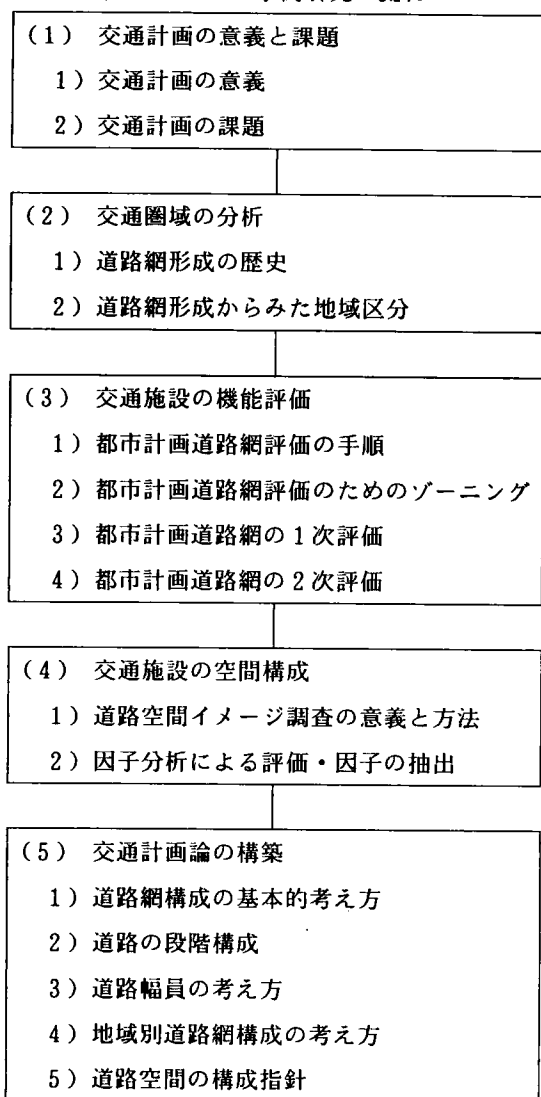 (1) 交通計画の意義と課題
1)交通計画の意義
2)交通計画の課題
(2) 交通圏域の分析
1)道路網形成の歴史
2)道路網形成からみた地域区分
(3) 交通施設の機能評価
1)都市計画道路網評価の手順
2)都市計画道路網評価のためのゾーニング
3)都市計画道路網の1次評価
4)都市計画道路網の2次評価
(4) 交通施設の空間構成
1)道路空間イメージ調査の意義と方法
2)因子分析による評価・因子の抽出
(5) 交通計画論の構築
1)道路網構成の基本的考え方
2)道路の段階構成
3)道路幅員の考え方
4)地域別道路網構成の考え方
5)道路空間の構成指針